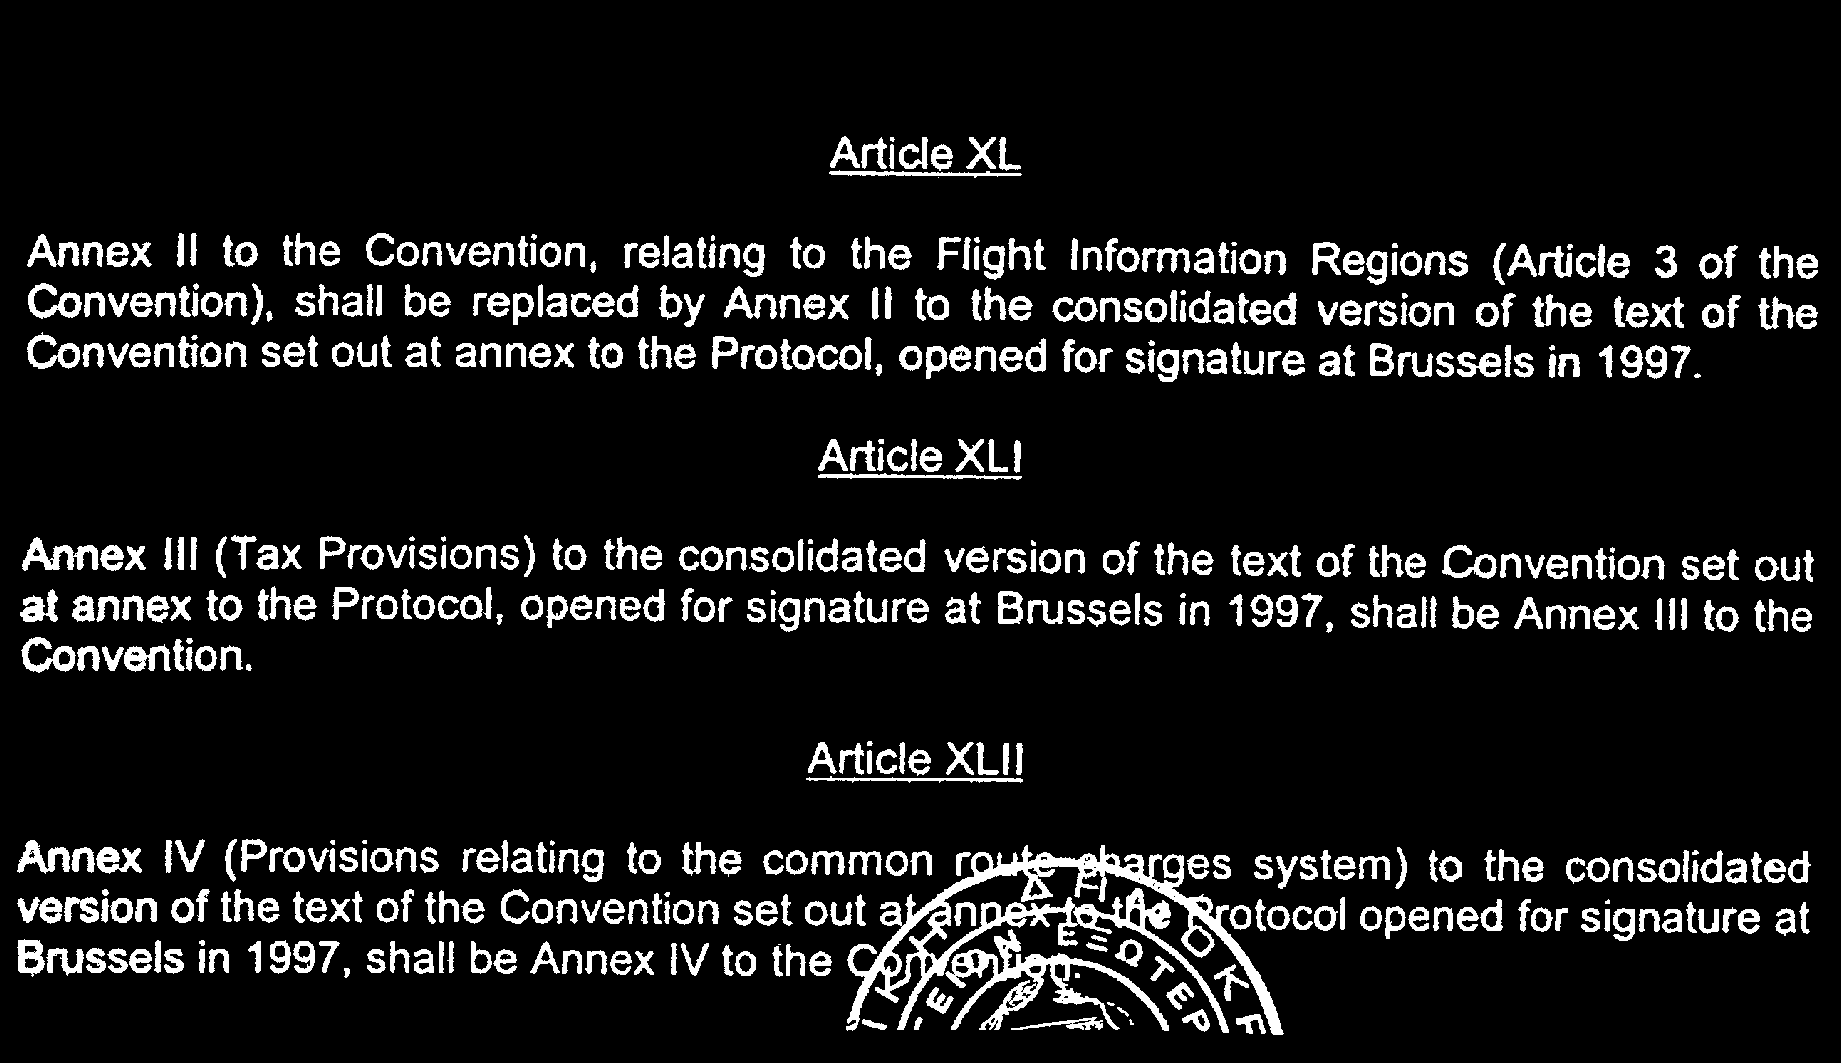 Article XL
Annex II to the Convention, relating to the Flight Information Regions (Article 3 of the
Convention), shall be replaced by Annex II to the consolidated version of the text of the
Convention set out at annex to the Protocol, opened for signature at Brussels in 1997.
Article XLI
Annex III (Tax Provisions) to the consolidated version of the text of the Convention set out
at annex to the Protocol, opened for signature at Brussels in 1997, shall be Annex III to the
Convention.
Article XLII
Annex IV (Provisions relating to the common route charges system) to the consolidated
version of the text of the Convention set out at annex to the Protocol opened for signature at
Brussels in 1997, shall be Annex IV to the Convention.